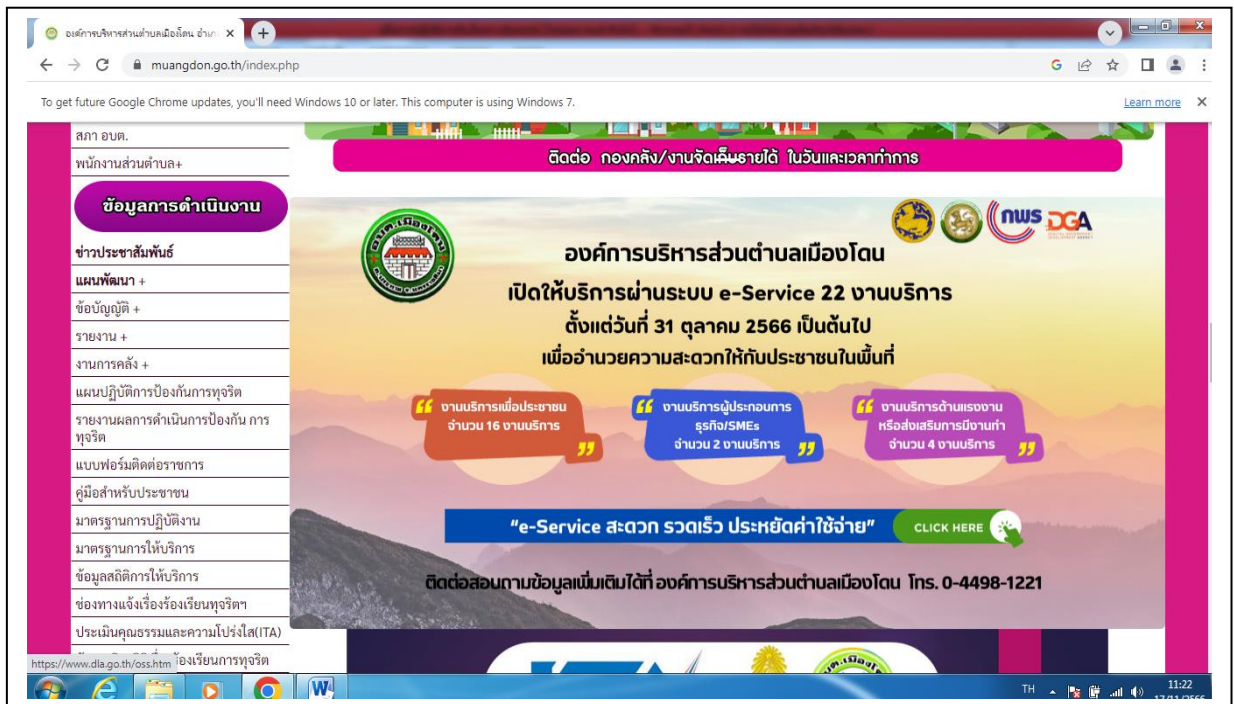 องค์การบริหารส่วนตำบลเมืองโดน อำเภ
muangdon.go.th/index.php
To get future Google Chrome updates, you'll need Windows 10 or later. This computer is using Windows 7.
Learn more
สภา อบต.
พนักงานส่วนตำบล+
ข้อมูลการดำเนินงาน
ข่าวประชาสัมพันธ์
แผนพัฒนา +
ข้อบัญญัติ +
รายงาน +
งานการคลัง +
แผนปฏิบัติการป้องกันการทุจริต
รายงานผลการดำเนินการป้องกัน การ
ทุจริต
แบบฟอร์มติดต่อราชการ
คู่มือสำหรับประชาชน
มาตรฐานการปฏิบัติงาน
มาตรฐานการให้บริการ
ข้อมูลสถิติการให้บริการ
ช่องทางแจ้งเรื่องร้องเรียนทุจริตฯ
ประเมินคุณธรรมและความโปร่งใส(ITA)
ร้องเรียนการทุจริต
https://www.dla.go.th/oss.htm
ติดต่อ กองคลัง/งานจัดเก็บรายได้ ในวันและเวลาทำการ
กพร
DGA
องค์การบริหารส่วนตำบลเมืองโดน
เปิดให้บริการผ่านระบบ e-Service 22 งานบริการ
ตั้งแต่วันที่ 31 ตุลาคม 2566 เป็นต้นไป
เพื่ออำนวยความสะดวกให้กับประชาชนในพื้นที่
งานบริการเพื่อประชาชน
จำนวน 16 งานบริการ
งานบริการผู้ประกอบการ
ธุรกิจ/SMEs
จำนวน 2 งานบริการ
งานบริการด้านแรงงาน
หรือส่งเสริมการมีงานทำ
จำนวน 4 งานบริการ
"e-Service สะดวก รวดเร็ว ประหยัดค่าใช้จ่าย"
CLICK HERE
ติดต่อสอบถามข้อมูลเพิ่มเติมได้ที่ องค์การบริหารส่วนตำบลเมืองโดน โทร. 0-4498-1221
TH
11:22
17/11/2566